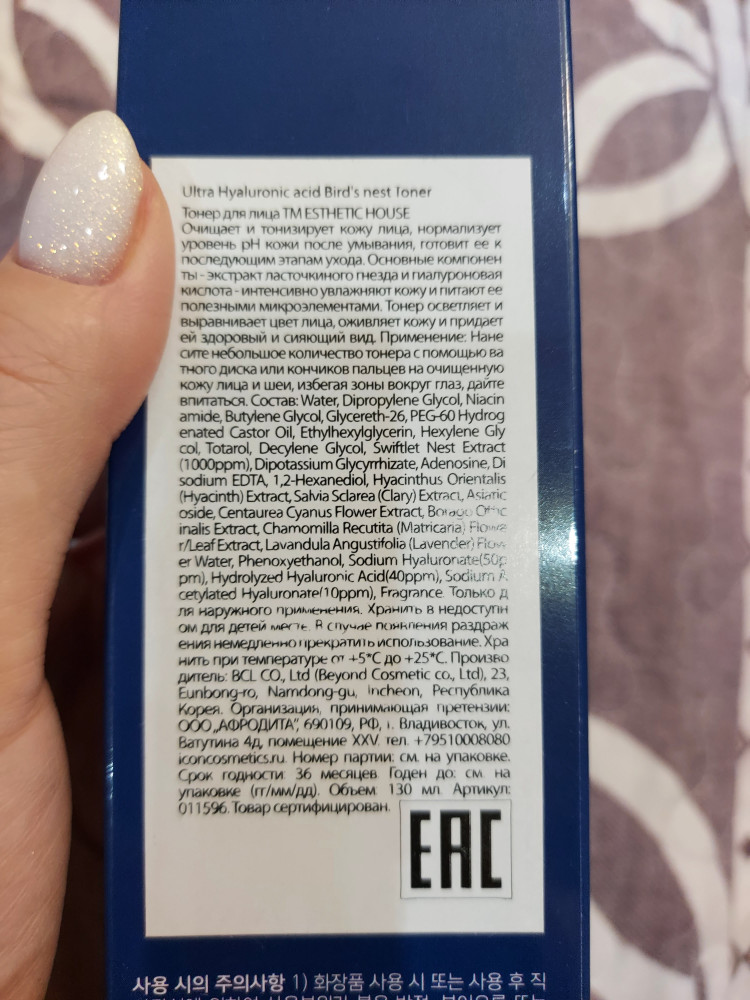 Ultra Hyaluronic acid Bird's nest Toner
Тонер для лица TM ESTHETIC HOUSE
Очищает и тонизирует кожу лица, нормализует
уровень pH кожи после умывания, готовит ее к
последующим этапам ухода. Основные компонен
ты - экстракт ласточкиного гнезда и гиалуроновая
кислота - интенсивно увлажняют кожу и питают ее
полезными микроэлементами. Тонер осветляет и
выравнивает цвет лица, оживляет кожу и придает
ей здоровый и сияющий вид. Применение: Нане
сите небольшое количество тонера с помощью ва
тного диска или кончиков пальцев на очищенную
кожу лица и шеи, избегая зоны вокруг глаз, дайте
впитаться. Состав: Water, Dipropylene Glycol, Niacin
amide, Butylene Glycol, Glycereth-26, PEG-60 Hydrog
enated Castor Oil, Ethylhexylglycerin, Hexylene Gly
col, Totarol, Decylene Glycol, Swiftlet Nest Extract
(1000ppm), Dipotassium Glycyrrhizate, Adenosine, Di
sodium EDTA, 1,2-Hexanediol, Hyacinthus Orientalis
(Hyacinth) Extract, Salvia Sclarea (Clary) Extract, Asiatic
oside, Centaurea Cyanus Flower Extract, Borago Offic
inalis Extract, Chamomilla Recutita (Matricaria) Flowe
r/Leaf Extract, Lavandula Angustifolia (Lavender) Flow
er Water, Phenoxyethanol, Sodium Hyaluronate(50p
pm), Hydrolyzed Hyaluronic Acid(40ppm), Sodium A
cetylated Hyaluronate(10ppm), Fragrance. Только д
ля наружного применения. Хранить в недоступн
ом для детей месте. В случае появления раздраж
ения немедленно прекратить использование. Хра
нить при температуре от +5*C до +25*C. Произво
дитель: BCL CO., Ltd (Beyond Cosmetic co., Ltd), 23,
Eunbong-ro, Namdong-gu, Incheon, Республика
Корея. Организация, принимающая претензии:
ООО „АФРОДИТА", 690109, РФ, г. Владивосток, ул.
Ватутина 4д, помещение XXV. тел. +79510008080
iconcosmetics.ru. Номер партии: см. на упаковке.
Срок годности: 36 месяцев. Годен до: см. на
упаковке (гг/мм/дд). Объем: 130 мл. Артикул:
011596. Товар сертифицирован.
EAC
사용 시의 주의사항 1) 화장품 사용 시 또는 사용 후 직